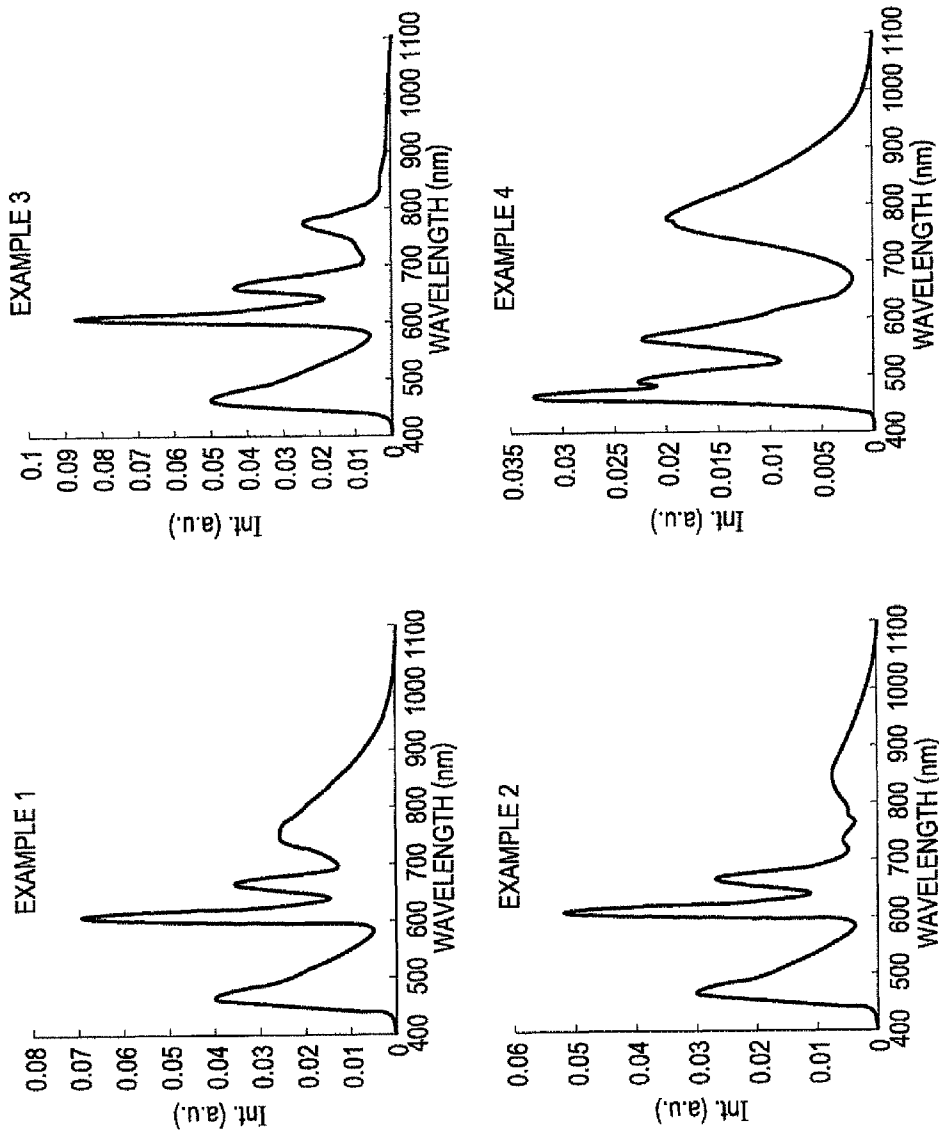 EXAMPLE 1
Int. (a.u.)
0.08
0.07
0.06
0.05
0.04
0.03
0.02
0.01
0
400 500 600 700 800 900 1000 1100
WAVELENGTH (nm)
EXAMPLE 3
Int. (a.u.)
0.1
0.09
0.08
0.07
0.06
0.05
0.04
0.03
0.02
0.01
0
400 500 600 700 800 900 1000 1100
WAVELENGTH (nm)
EXAMPLE 2
Int. (a.u.)
0.06
0.05
0.04
0.03
0.02
0.01
0
400 500 600 700 800 900 1000 1100
WAVELENGTH (nm)
EXAMPLE 4
Int. (a.u.)
0.035
0.03
0.025
0.02
0.015
0.01
0.005
0
400 500 600 700 800 900 1000 1100
WAVELENGTH (nm)